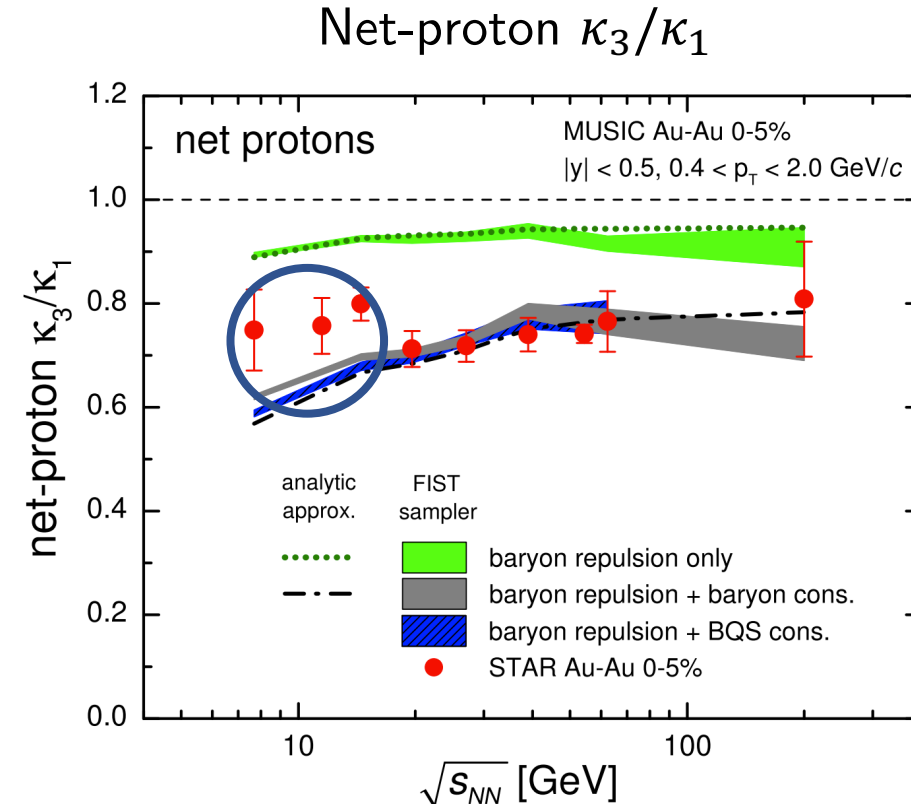 Net-proton κ₃/κ₁
1.2
net protons
MUSIC Au-Au 0-5%
|y| < 0.5, 0.4 < p_T < 2.0 GeV/c
1.0
0.8
0.6
0.4
0.2
0.0
net-proton κ₃/κ₁
analytic approx.
FIST sampler
baryon repulsion only
baryon repulsion + baryon cons.
baryon repulsion + BQS cons.
STAR Au-Au 0-5%
10
100
√s_NN [GeV]